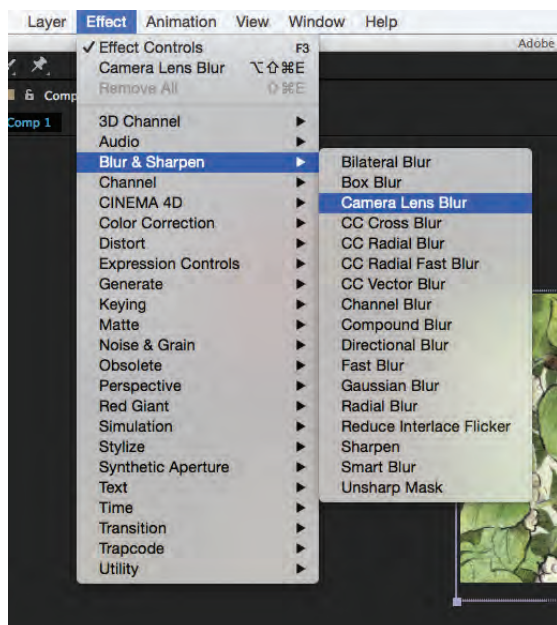 Layer Effect Animation View Window Help
Adobe
✓ Effect Controls F3
Camera Lens Blur ⌥⇧⌘E
Remove All ⇧⌘E
Comp
Comp 1
3D Channel ▶
Audio ▶
Blur & Sharpen ▶
Channel ▶
CINEMA 4D ▶
Color Correction ▶
Distort ▶
Expression Controls ▶
Generate ▶
Keying ▶
Matte ▶
Noise & Grain ▶
Obsolete ▶
Perspective ▶
Red Giant ▶
Simulation ▶
Stylize ▶
Synthetic Aperture ▶
Text ▶
Time ▶
Transition ▶
Trapcode ▶
Utility ▶
Bilateral Blur
Box Blur
Camera Lens Blur
CC Cross Blur
CC Radial Blur
CC Radial Fast Blur
CC Vector Blur
Channel Blur
Compound Blur
Directional Blur
Fast Blur
Gaussian Blur
Radial Blur
Reduce Interlace Flicker
Sharpen
Smart Blur
Unsharp Mask